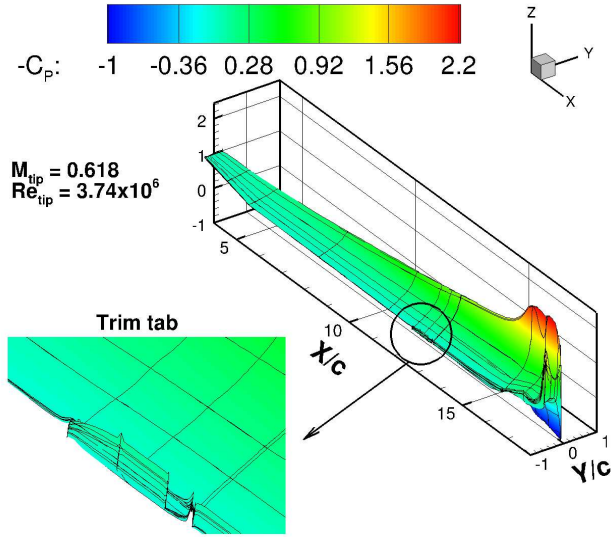 -C_P: -1 -0.36 0.28 0.92 1.56 2.2
Z
Y
X
M_tip = 0.618
Re_tip = 3.74x10^6
2
1
0
-1
5
10
15
X/c
-1 0 1
Y/c
Trim tab